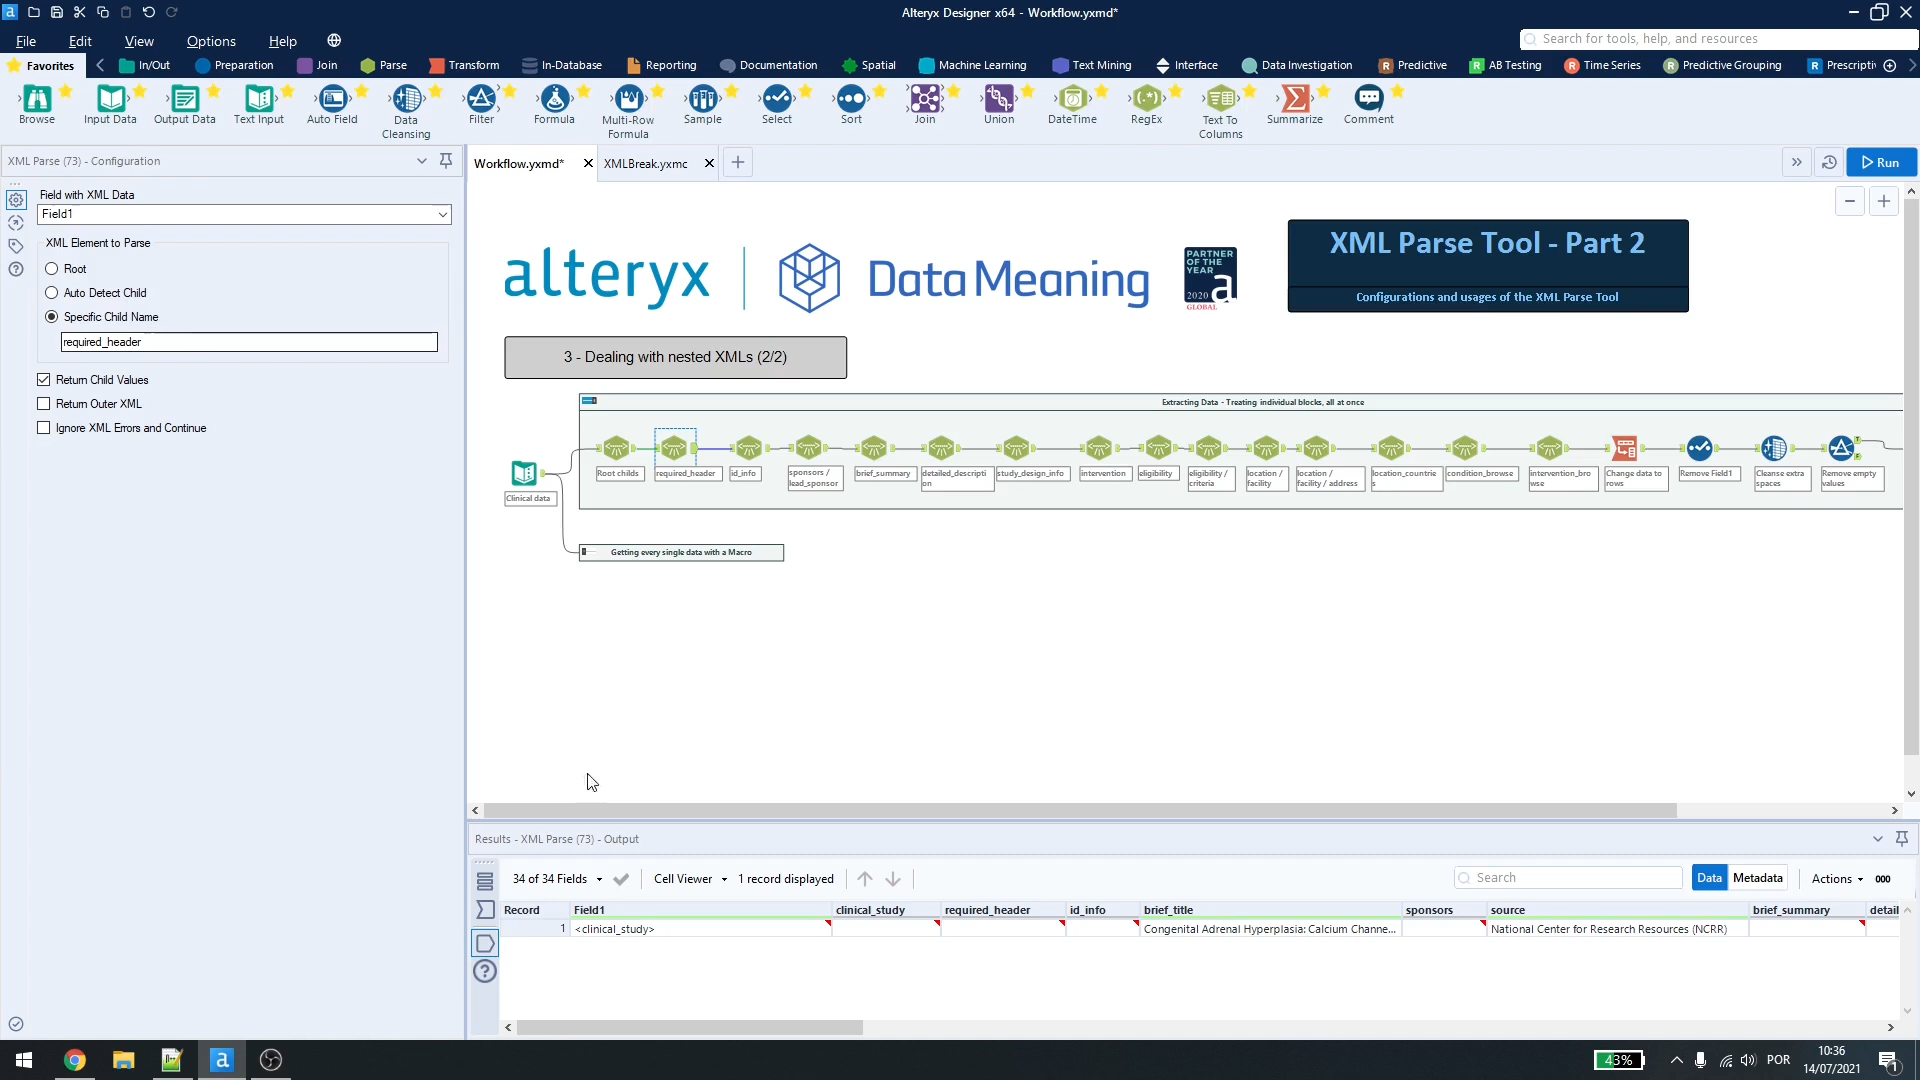 Alteryx Designer x64 - Workflow.yxmd*
File Edit View Options Help
Search for tools, help, and resources
Favorites In/Out Preparation Join Parse Transform In-Database Reporting Documentation Spatial Machine Learning Text Mining Interface Data Investigation Predictive AB Testing Time Series Predictive Grouping Prescripti
Browse Input Data Output Data Text Input Auto Field Data Cleansing Filter Formula Multi-Row Formula Sample Select Sort Join Union DateTime RegEx Text To Columns Summarize Comment
XML Parse (73) - Configuration
Workflow.yxmd*
XMLBreak.yxmc
Run
Field with XML Data
Field1
XML Element to Parse
Root
Auto Detect Child
Specific Child Name
required_header
Return Child Values
Return Outer XML
Ignore XML Errors and Continue
alteryx
Data Meaning
PARTNER
OF THE
YEAR
2020
a
GLOBAL
XML Parse Tool - Part 2
Configurations and usages of the XML Parse Tool
3 - Dealing with nested XMLs (2/2)
Extracting Data - Treating individual blocks, all at once
Clinical data
Root childs
required_header
id_info
sponsors /
lead_sponsor
brief_summary
detailed_descripti
on
study_design_info
intervention
eligibility
eligibility /
criteria
location /
facility
location /
facility / address
location_countrie
s
condition_browse
intervention_bro
wse
Change data to
rows
Remove Field1
Cleanse extra
spaces
Remove empty
values
Getting every single data with a Macro
Results - XML Parse (73) - Output
34 of 34 Fields Cell Viewer 1 record displayed Search Data Metadata Actions 000
Record Field1 clinical_study required_header id_info brief_title sponsors source brief_summary detail
1 <clinical_study> Congenital Adrenal Hyperplasia: Calcium Channe... National Center for Research Resources (NCRR)
43%
POR
10:36
14/07/2021
1